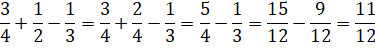 3/4 + 1/2 − 1/3 = 3/4 + 2/4 − 1/3 = 5/4 − 1/3 = 15/12 − 9/12 = 11/12